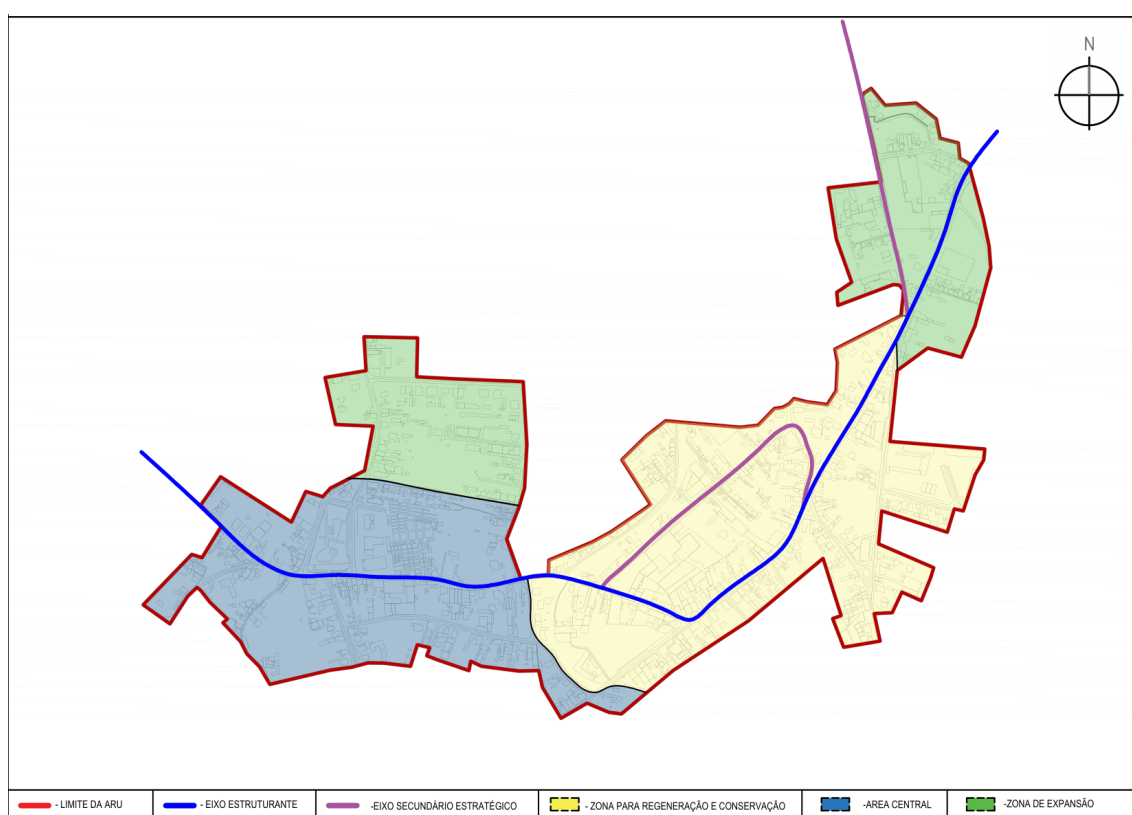 N
- LIMITE DA ARU
- EIXO ESTRUTURANTE
-EIXO SECUNDÁRIO ESTRATÉGICO
- ZONA PARA REGENERAÇÃO E CONSERVAÇÃO
-AREA CENTRAL
-ZONA DE EXPANSÃO